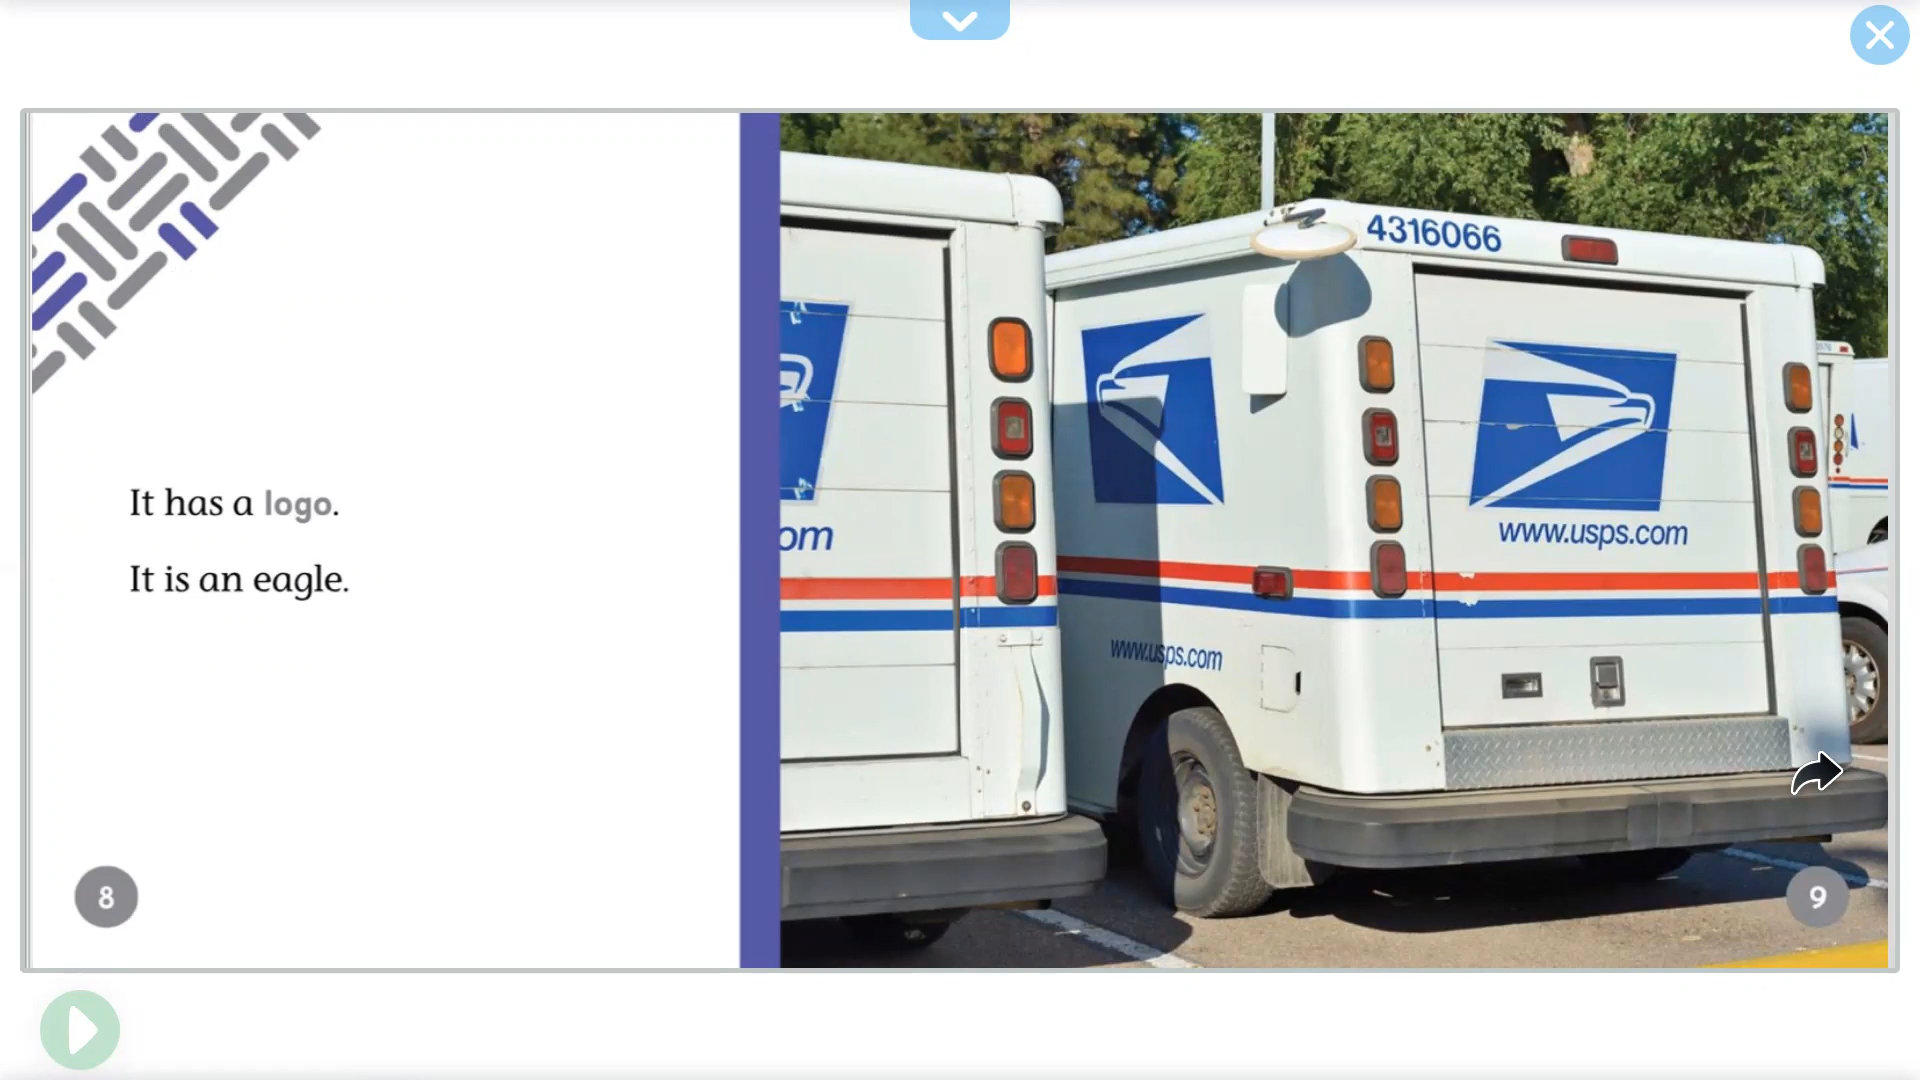 It has a logo.
It is an eagle.
8
om
4316066
www.usps.com
www.usps.com
9